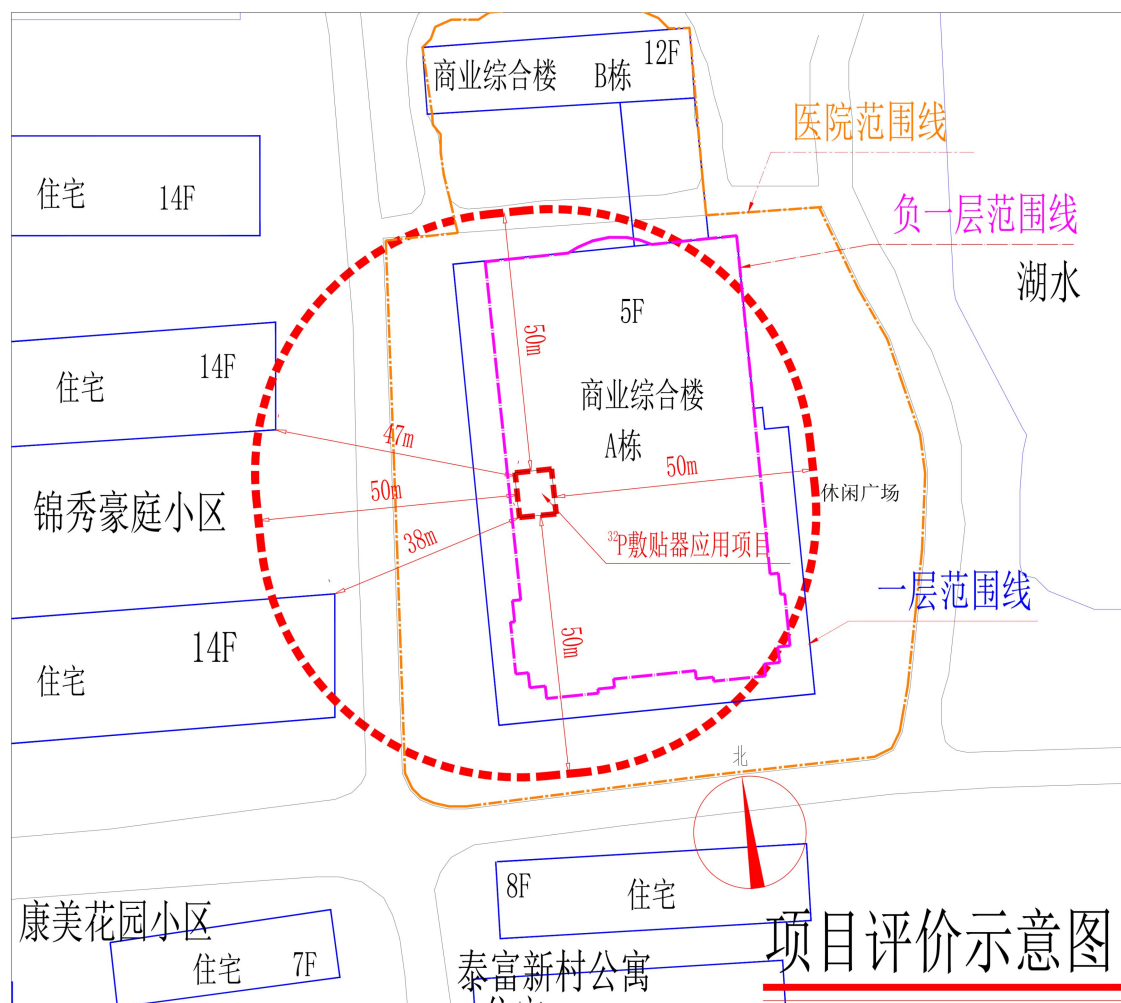 12F
商业综合楼 B栋
医院范围线
住宅 14F
负一层范围线
湖水
5F
50m
住宅 14F
商业综合楼
A栋
47m
50m
50m
休闲广场
锦秀豪庭小区
38m
³²P敷贴器应用项目
一层范围线
50m
住宅 14F
北
8F 住宅
康美花园小区
项目评价示意图
住宅 7F
泰富新村公寓